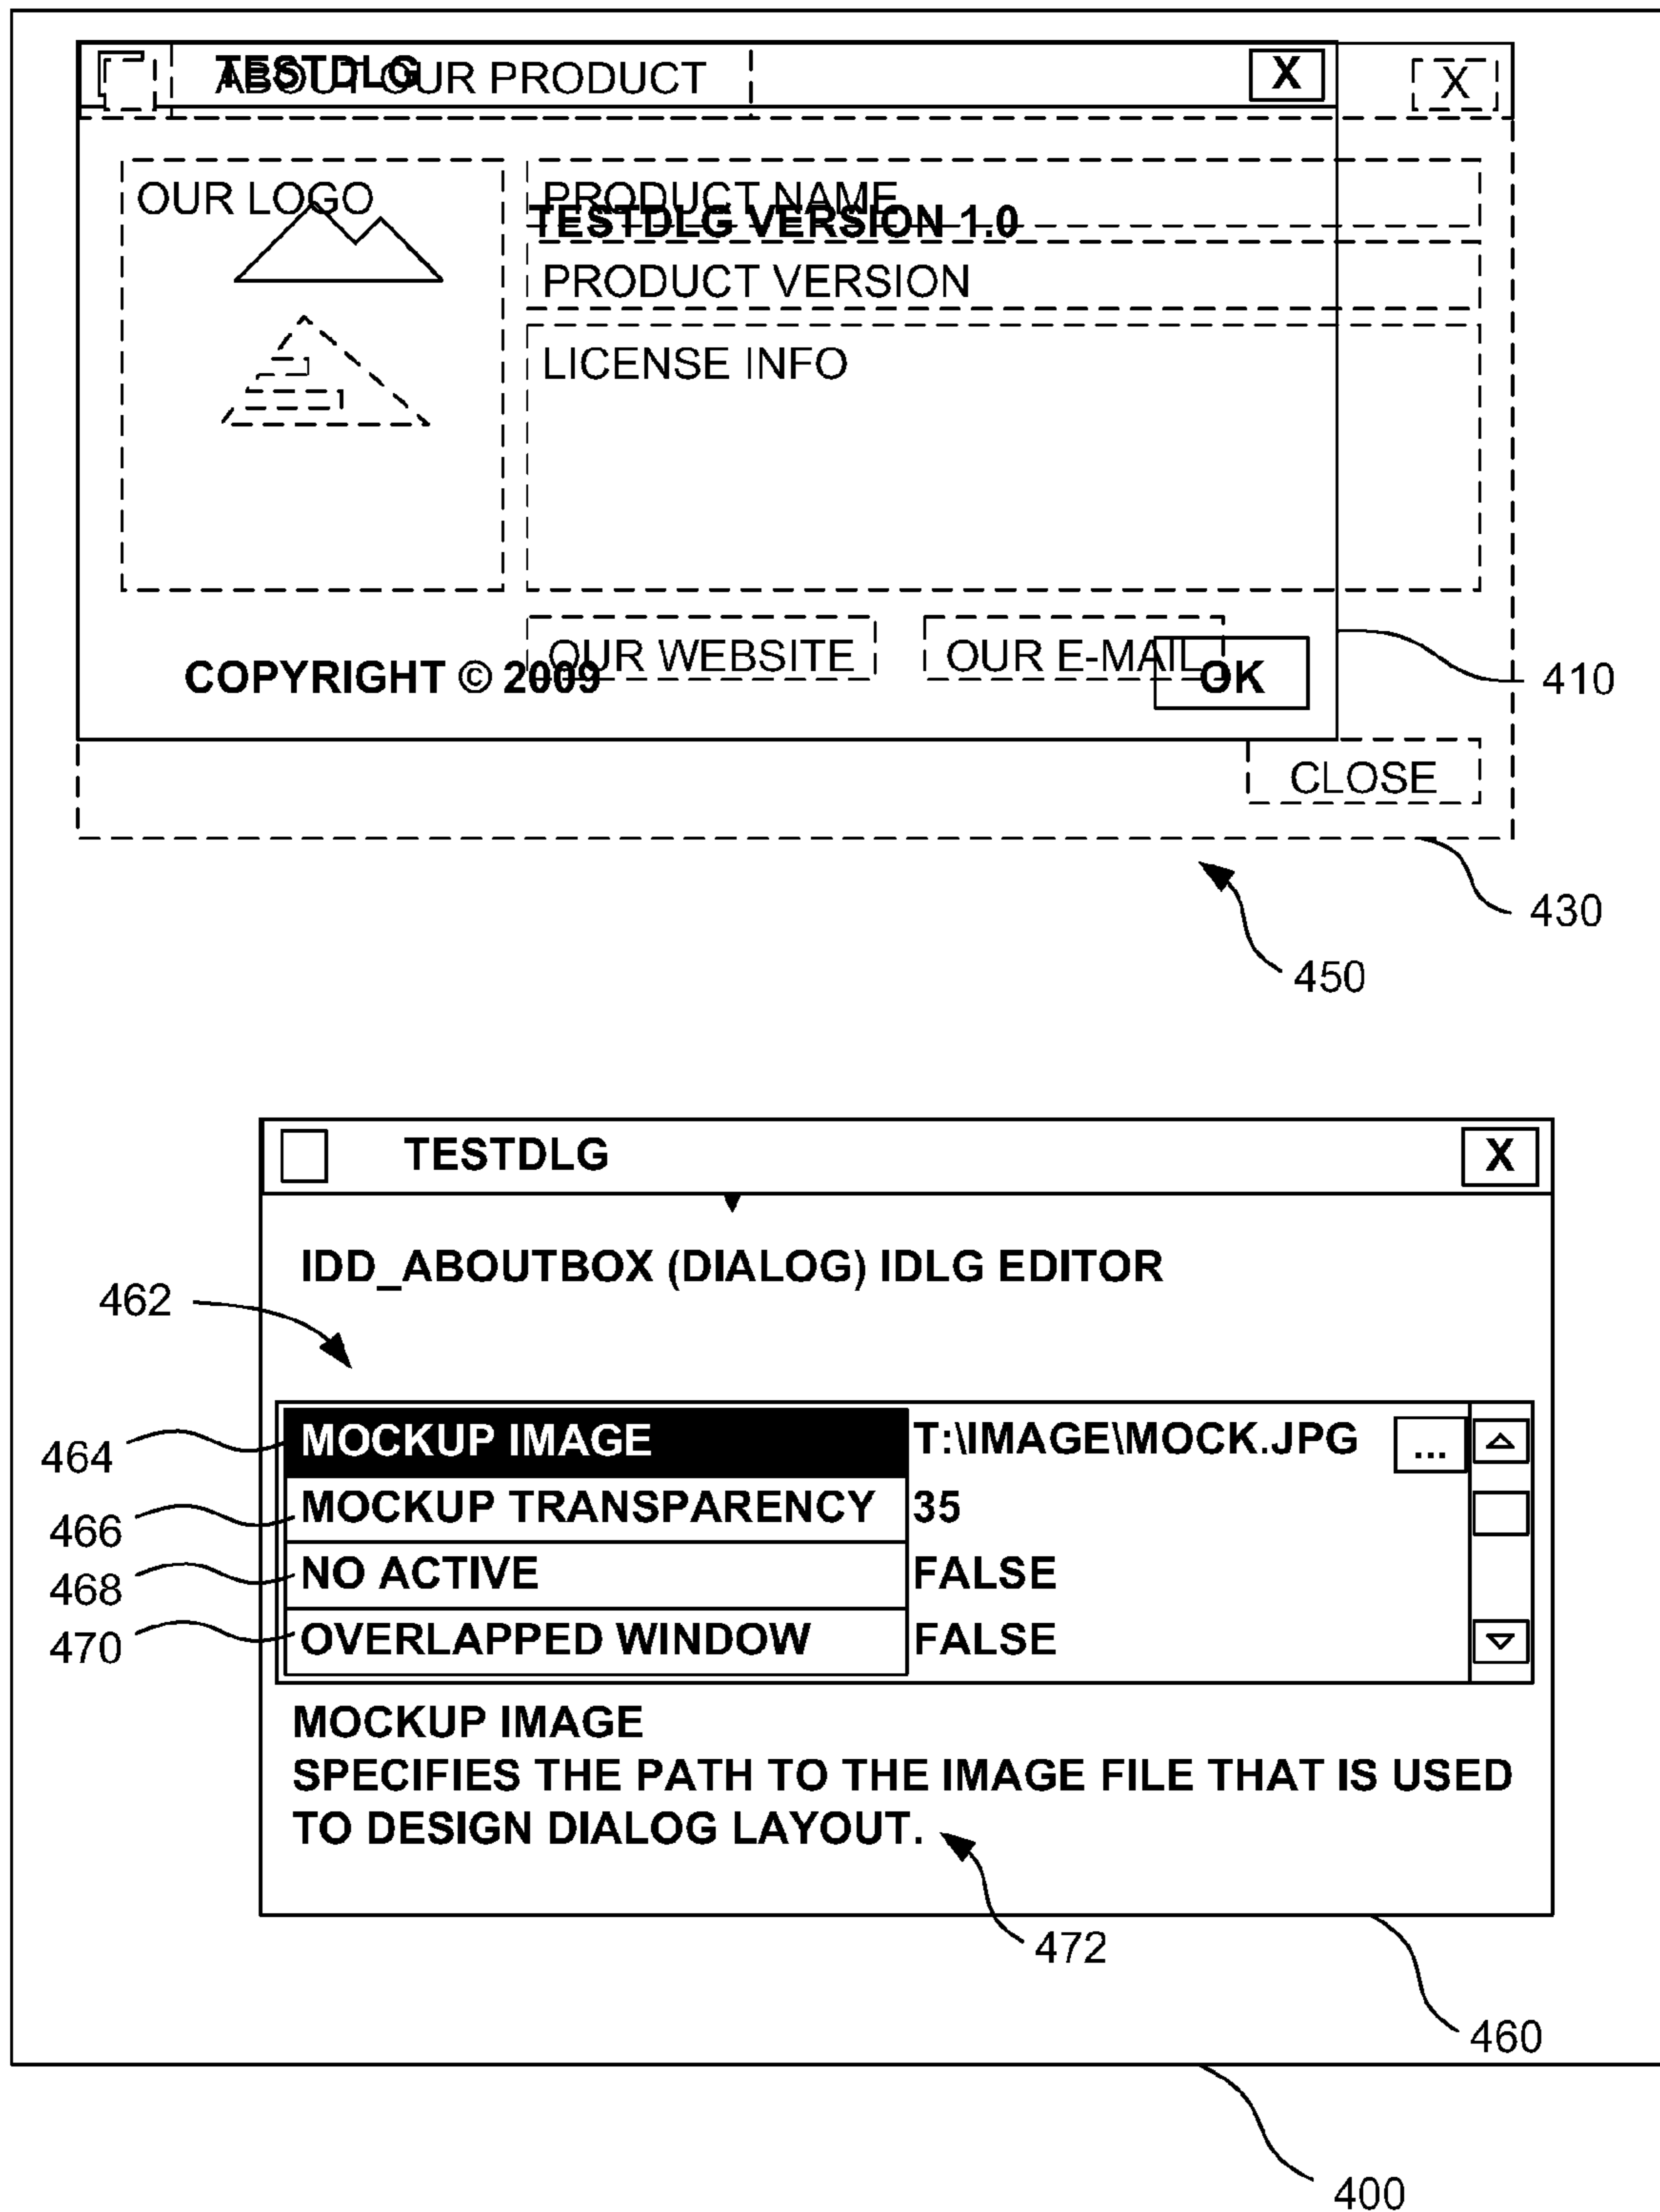 TESTDLG
ABOUT OUR PRODUCT
X
X
OUR LOGO
PRODUCT NAME
TESTDLG VERSION 1.0
PRODUCT VERSION
LICENSE INFO
OUR WEBSITE
OUR E-MAIL
COPYRIGHT © 2009
OK
410
CLOSE
430
450
TESTDLG
X
IDD_ABOUTBOX (DIALOG) IDLG EDITOR
462
464 MOCKUP IMAGE T:\IMAGE\MOCK.JPG ...
466 MOCKUP TRANSPARENCY 35
468 NO ACTIVE FALSE
470 OVERLAPPED WINDOW FALSE
MOCKUP IMAGE
SPECIFIES THE PATH TO THE IMAGE FILE THAT IS USED
TO DESIGN DIALOG LAYOUT.
472
460
400